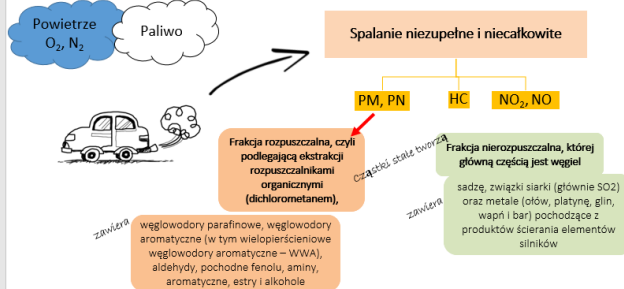 Powietrze
O₂, N₂
Paliwo
Spalanie niezupełne i niecałkowite
PM, PN
HC
NO₂, NO
Frakcja rozpuszczalna, czyli
podlegającą ekstrakcji
rozpuszczalnikami
organicznymi
(dichlorometanem),
cząstki stałe tworzą
Frakcja nierozpuszczalna, której
główną częścią jest węgiel
zawiera
węglowodory parafinowe, węglowodory
aromatyczne (w tym wielopierścieniowe
węglowodory aromatyczne – WWA),
aldehydy, pochodne fenolu, aminy,
aromatyczne, estry i alkohole
zawiera
sadzę, związki siarki (głównie SO2)
oraz metale (ołów, platynę, glin,
wapń i bar) pochodzące z
produktów ścierania elementów
silników